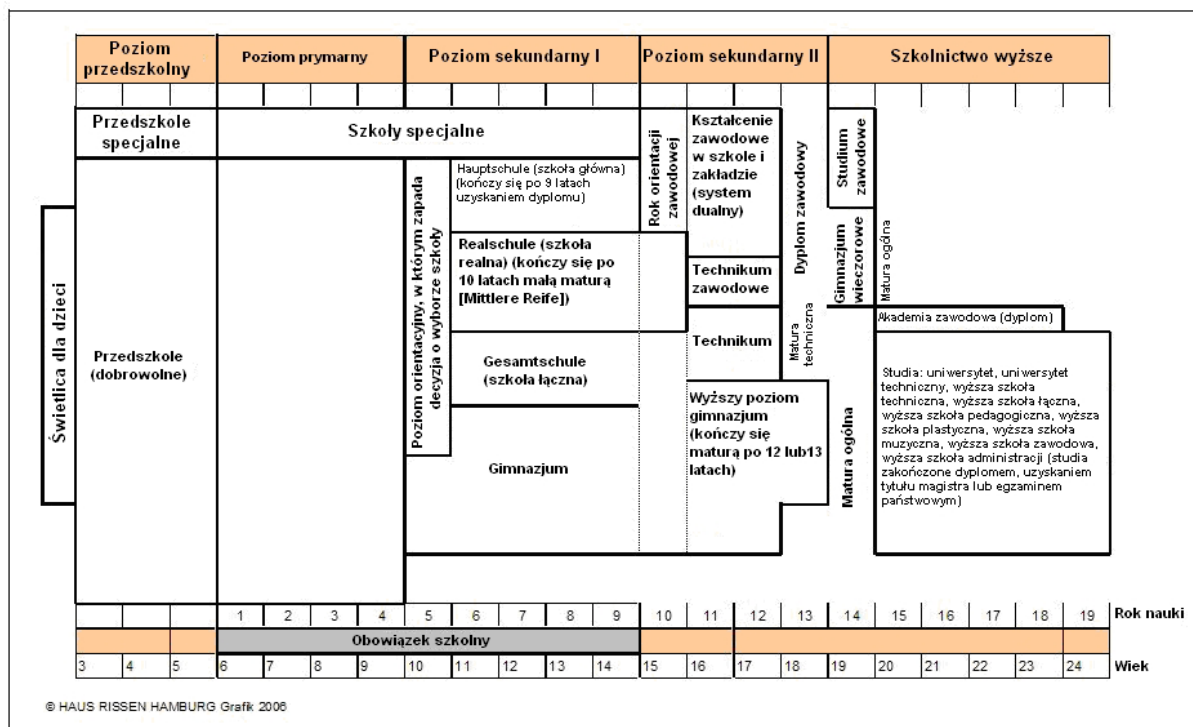 Poziom
przedszkolny
Poziom prymarny
Poziom sekundarny I
Poziom sekundarny II
Szkolnictwo wyższe
Przedszkole
specjalne
Szkoły specjalne
Świetlica dla dzieci
Przedszkole
(dobrowolne)
Poziom orientacyjny, w którym zapada
decyzja o wyborze szkoły
Hauptschule (szkoła główna)
(kończy się po 9 latach
uzyskaniem dyplomu)
Realschule (szkoła
realna) (kończy się po
10 latach małą maturą
[Mittlere Reife])
Gesamtschule
(szkoła łączna)
Gimnazjum
Rok orientacji
zawodowej
Kształcenie
zawodowe
w szkole i
zakładzie
(system
dualny)
Technikum
zawodowe
Technikum
Wyższy poziom
gimnazjum
(kończy się
maturą po 12 lub13
latach)
Dyplom zawodowy
Matura
techniczna
Studium
zawodowe
Gimnazjum
wieczorowe
Matura ogólna
Matura ogólna
Akademia zawodowa (dyplom)
Studia: uniwersytet, uniwersytet
techniczny, wyższa szkoła
techniczna, wyższa szkoła łączna,
wyższa szkoła pedagogiczna, wyższa
szkoła plastyczna, wyższa szkoła
muzyczna, wyższa szkoła zawodowa,
wyższa szkoła administracji (studia
zakończone dyplomem, uzyskaniem
tytułu magistra lub egzaminem
państwowym)
1 2 3 4 5 6 7 8 9 10 11 12 13 14 15 16 17 18 19 Rok nauki
Obowiązek szkolny
3 4 5 6 7 8 9 10 11 12 13 14 15 16 17 18 19 20 21 22 23 24 Wiek
© HAUS RISSEN HAMBURG Grafik 2006